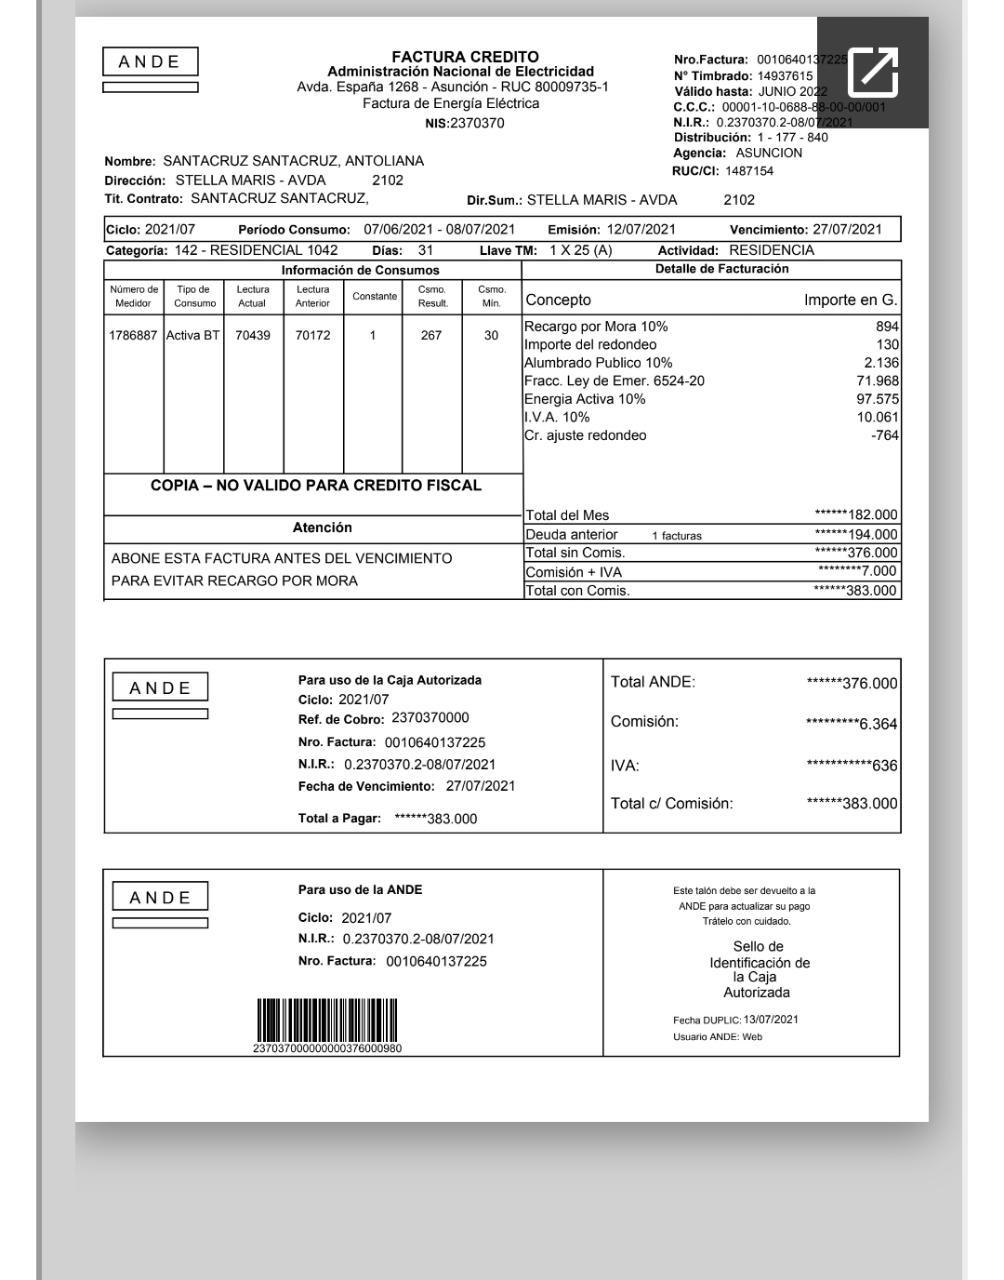 ANDE
FACTURA CREDITO
Administración Nacional de Electricidad
Avda. España 1268 - Asunción - RUC 80009735-1
Factura de Energía Eléctrica
NIS:2370370
Nro.Factura: 0010640137225
N° Timbrado: 14937615
Válido hasta: JUNIO 2022
C.C.C.: 00001-10-0688-88-00-00/001
N.I.R.: 0.2370370.2-08/07/2021
Distribución: 1 - 177 - 840
Agencia: ASUNCION
RUC/CI: 1487154
Nombre: SANTACRUZ SANTACRUZ, ANTOLIANA
Dirección: STELLA MARIS - AVDA 2102
Tit. Contrato: SANTACRUZ SANTACRUZ, Dir.Sum.: STELLA MARIS - AVDA 2102
Ciclo: 2021/07 Período Consumo: 07/06/2021 - 08/07/2021 Emisión: 12/07/2021 Vencimiento: 27/07/2021
Categoría: 142 - RESIDENCIAL 1042 Días: 31 Llave TM: 1 X 25 (A) Actividad: RESIDENCIA
Información de Consumos
Número de Medidor Tipo de Consumo Lectura Actual Lectura Anterior Constante Csmo. Result. Csmo. Mín.
1786887 Activa BT 70439 70172 1 267 30
COPIA – NO VALIDO PARA CREDITO FISCAL
Atención
ABONE ESTA FACTURA ANTES DEL VENCIMIENTO
PARA EVITAR RECARGO POR MORA
Detalle de Facturación
Concepto Importe en G.
Recargo por Mora 10% 894
Importe del redondeo 130
Alumbrado Publico 10% 2.136
Fracc. Ley de Emer. 6524-20 71.968
Energia Activa 10% 97.575
I.V.A. 10% 10.061
Cr. ajuste redondeo -764
Total del Mes ******182.000
Deuda anterior 1 facturas ******194.000
Total sin Comis. ******376.000
Comisión + IVA ********7.000
Total con Comis. ******383.000
ANDE
Para uso de la Caja Autorizada
Ciclo: 2021/07
Ref. de Cobro: 2370370000
Nro. Factura: 0010640137225
N.I.R.: 0.2370370.2-08/07/2021
Fecha de Vencimiento: 27/07/2021
Total a Pagar: ******383.000
Total ANDE: ******376.000
Comisión: *********6.364
IVA: ***********636
Total c/ Comisión: ******383.000
ANDE
Para uso de la ANDE
Ciclo: 2021/07
N.I.R.: 0.2370370.2-08/07/2021
Nro. Factura: 0010640137225
237037000000000376000980
Este talón debe ser devuelto a la
ANDE para actualizar su pago
Trátelo con cuidado.
Sello de
Identificación de
la Caja
Autorizada
Fecha DUPLIC: 13/07/2021
Usuario ANDE: Web